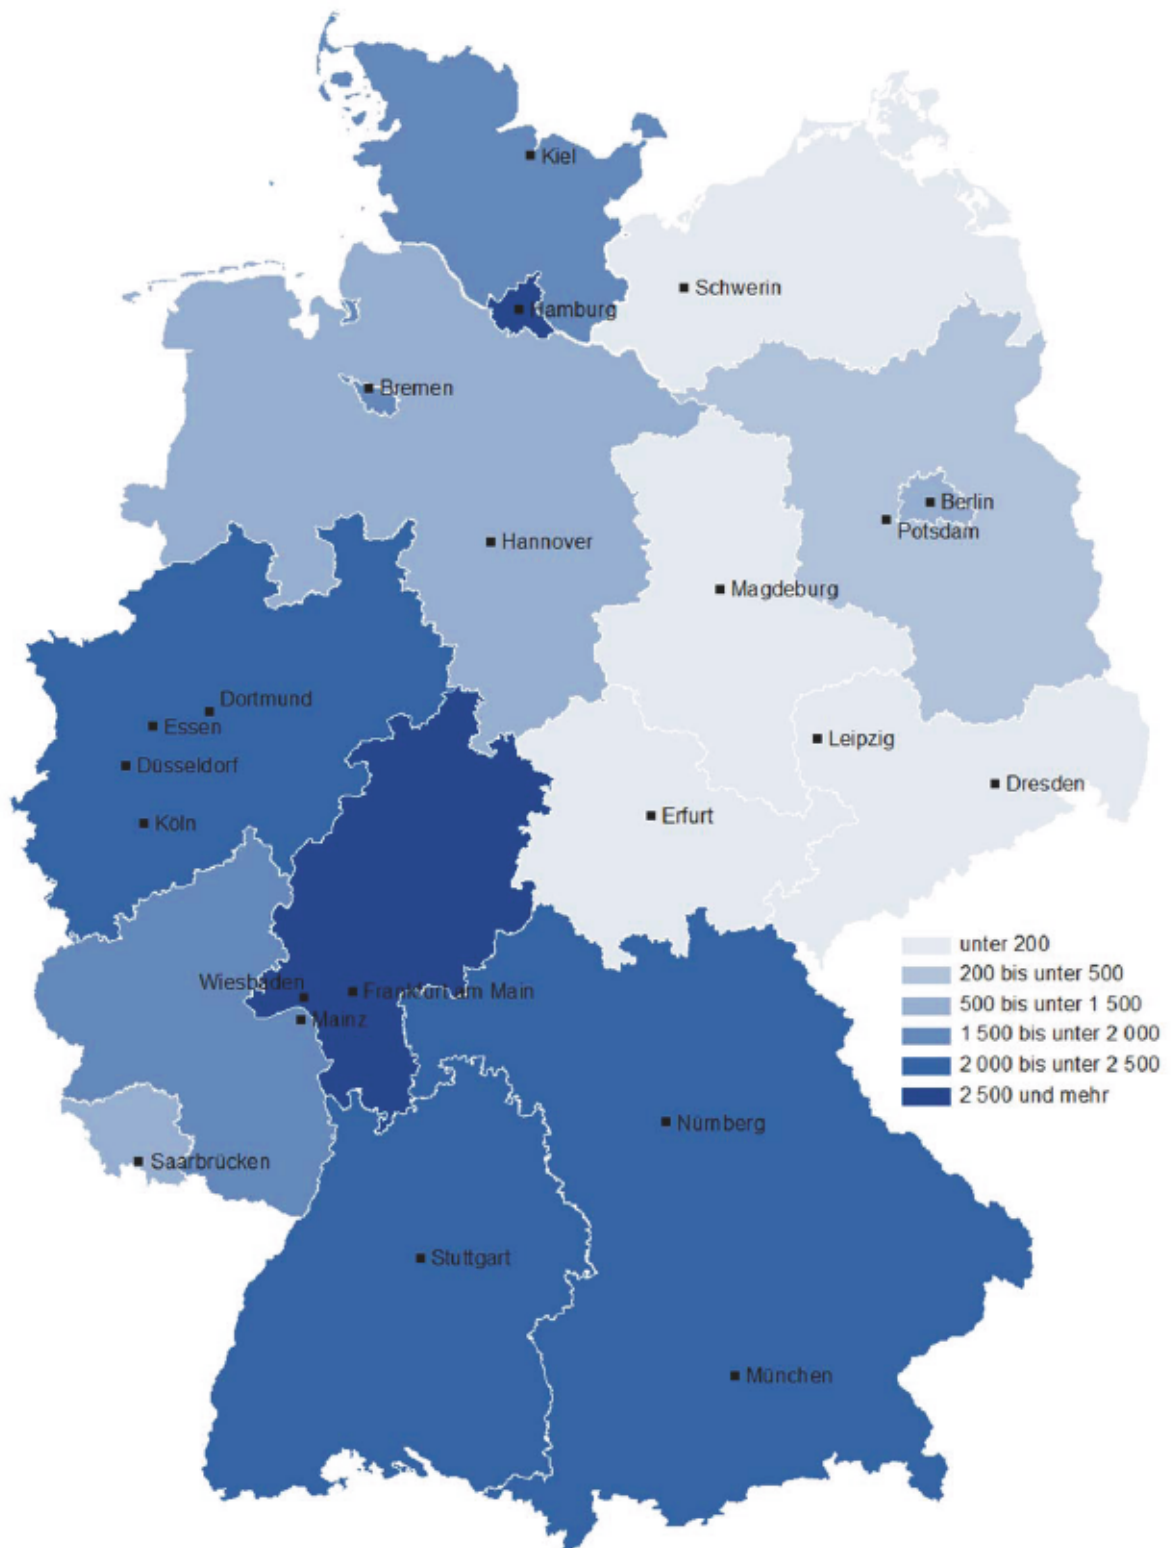 Kiel
Schwerin
Hamburg
Bremen
Berlin
Potsdam
Hannover
Magdeburg
Dortmund
Essen
Leipzig
Düsseldorf
Dresden
Erfurt
Köln
unter 200
200 bis unter 500
500 bis unter 1 500
1 500 bis unter 2 000
2 000 bis unter 2 500
2 500 und mehr
Wiesbaden
Frankfurt am Main
Mainz
Nürnberg
Saarbrücken
Stuttgart
München